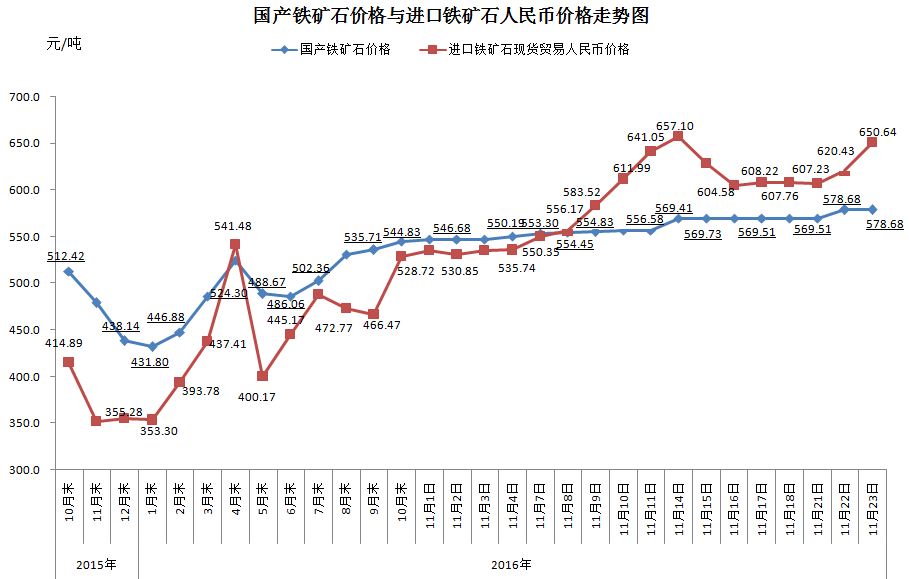 国产铁矿石价格与进口铁矿石人民币价格走势图
元/吨
国产铁矿石价格 进口铁矿石现货贸易人民币价格
700.0
650.0
600.0
550.0
500.0
450.0
400.0
350.0
300.0
512.42
438.14
431.80
446.88
524.30
488.67
486.06
502.36
535.71
544.83
546.68
550.19
553.30
554.45
554.83
556.58
569.41
569.73
569.51
569.51
578.68
578.68
414.89
355.28
353.30
393.78
437.41
541.48
400.17
445.17
472.77
466.47
528.72
530.85
535.74
550.35
556.17
583.52
611.99
641.05
657.10
604.58
608.22
607.76
607.23
620.43
650.64
10月末
11月末
12月末
1月末
2月末
3月末
4月末
5月末
6月末
7月末
8月末
9月末
10月末
11月1日
11月2日
11月3日
11月4日
11月7日
11月8日
11月9日
11月10日
11月11日
11月14日
11月15日
11月16日
11月17日
11月18日
11月21日
11月22日
11月23日
2015年 2016年